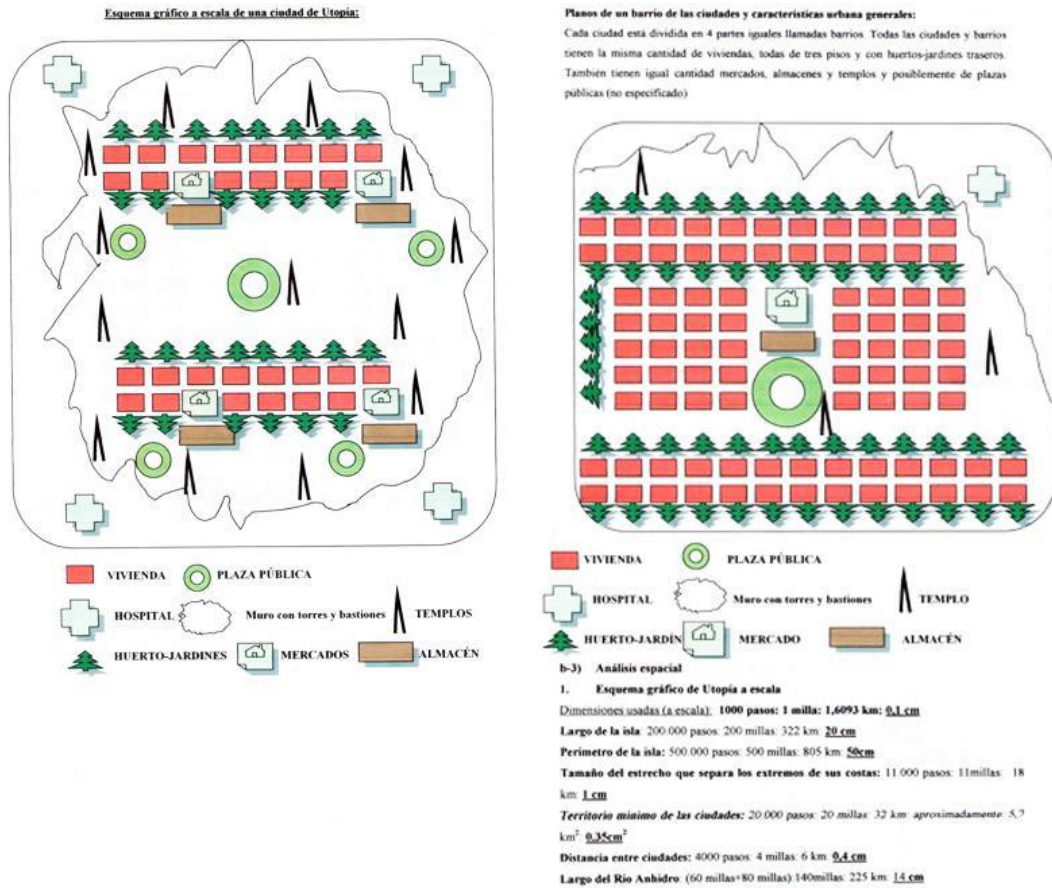 Esquema gráfico a escala de una ciudad de Utopía:
VIVIENDA
PLAZA PÚBLICA
HOSPITAL
Muro con torres y bastiones
TEMPLOS
HUERTO-JARDINES
MERCADOS
ALMACÉN
Planos de un barrio de las ciudades y características urbana generales:
Cada ciudad está dividida en 4 partes iguales llamadas barrios. Todas las ciudades y barrios
tienen la misma cantidad de viviendas, todas de tres pisos y con huertos-jardines traseros.
También tienen igual cantidad mercados, almacenes y templos y posiblemente de plazas
públicas (no especificado)
VIVIENDA
PLAZA PÚBLICA
HOSPITAL
Muro con torres y bastiones
TEMPLO
HUERTO-JARDÍN
MERCADO
ALMACÉN
b-3) Análisis espacial
1. Esquema gráfico de Utopía a escala
Dimensiones usadas (a escala): 1000 pasos: 1 milla: 1,6093 km: 0,1 cm
Largo de la isla: 200.000 pasos: 200 millas: 322 km: 20 cm
Perímetro de la isla: 500.000 pasos: 500 millas: 805 km: 50cm
Tamaño del estrecho que separa los extremos de sus costas: 11.000 pasos: 11millas: 18
km: 1 cm
Territorio mínimo de las ciudades: 20.000 pasos: 20 millas: 32 km: aproximadamente 5,7
km²: 0,35cm²
Distancia entre ciudades: 4000 pasos: 4 millas: 6 km: 0,4 cm
Largo del Río Anhidro: (60 millas+80 millas):140millas: 225 km: 14 cm